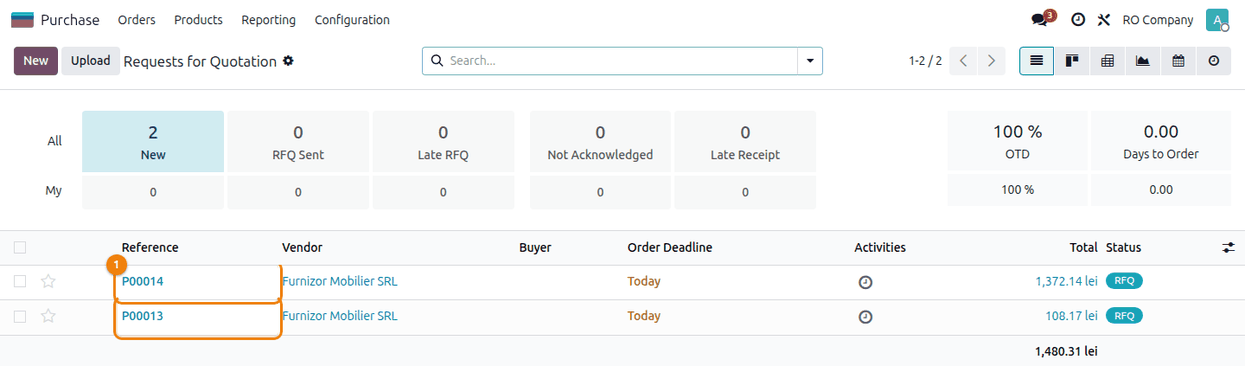 Purchase Orders Products Reporting Configuration 3 RO Company A
New Upload Requests for Quotation Search... 1-2 / 2
All 2 0 0 0 0 100 % 0.00
New RFQ Sent Late RFQ Not Acknowledged Late Receipt OTD Days to Order
My 0 0 0 0 0 100 % 0.00
Reference Vendor Buyer Order Deadline Activities Total Status
1
P00014 Furnizor Mobilier SRL Today 1,372.14 lei RFQ
P00013 Furnizor Mobilier SRL Today 108.17 lei RFQ
1,480.31 lei